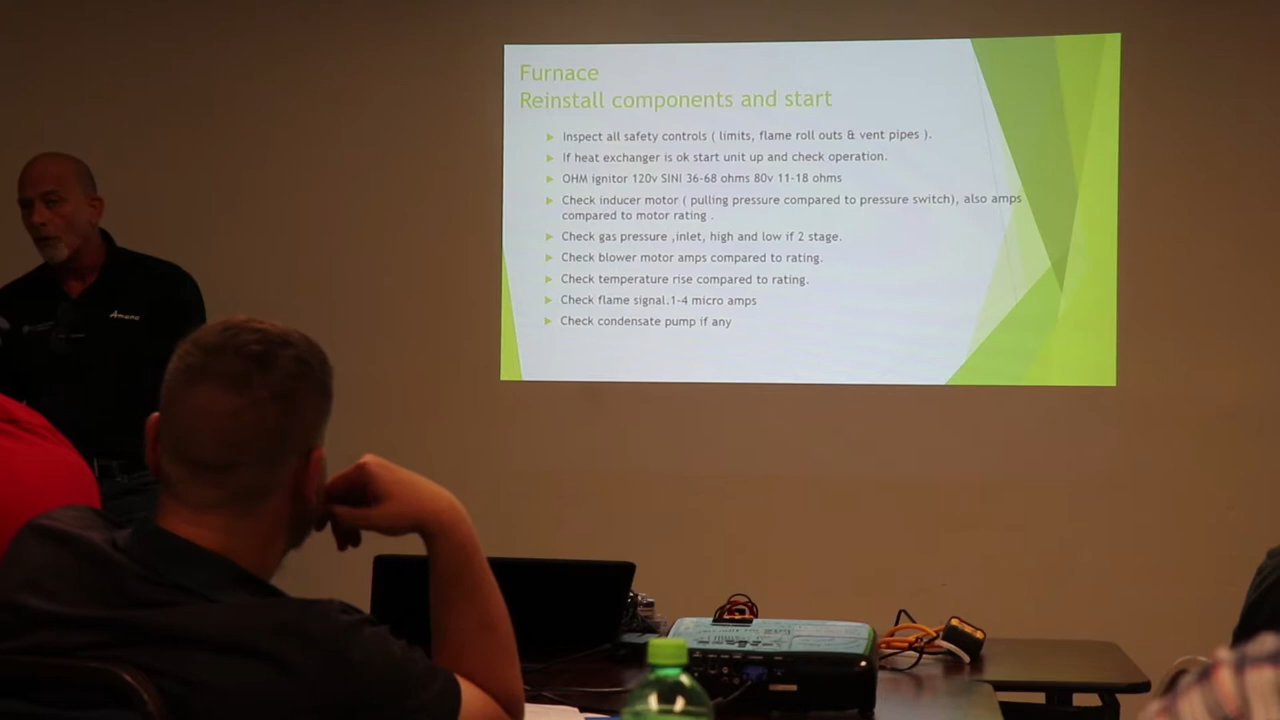 Furnace
Reinstall components and start
Inspect all safety controls ( limits, flame roll outs & vent pipes ).
If heat exchanger is ok start unit up and check operation.
OHM ignitor 120v SINI 36-68 ohms 80v 11-18 ohms
Check inducer motor ( pulling pressure compared to pressure switch), also amps
compared to motor rating .
Check gas pressure ,inlet, high and low if 2 stage.
Check blower motor amps compared to rating.
Check temperature rise compared to rating.
Check flame signal.1-4 micro amps
Check condensate pump if any
Amana